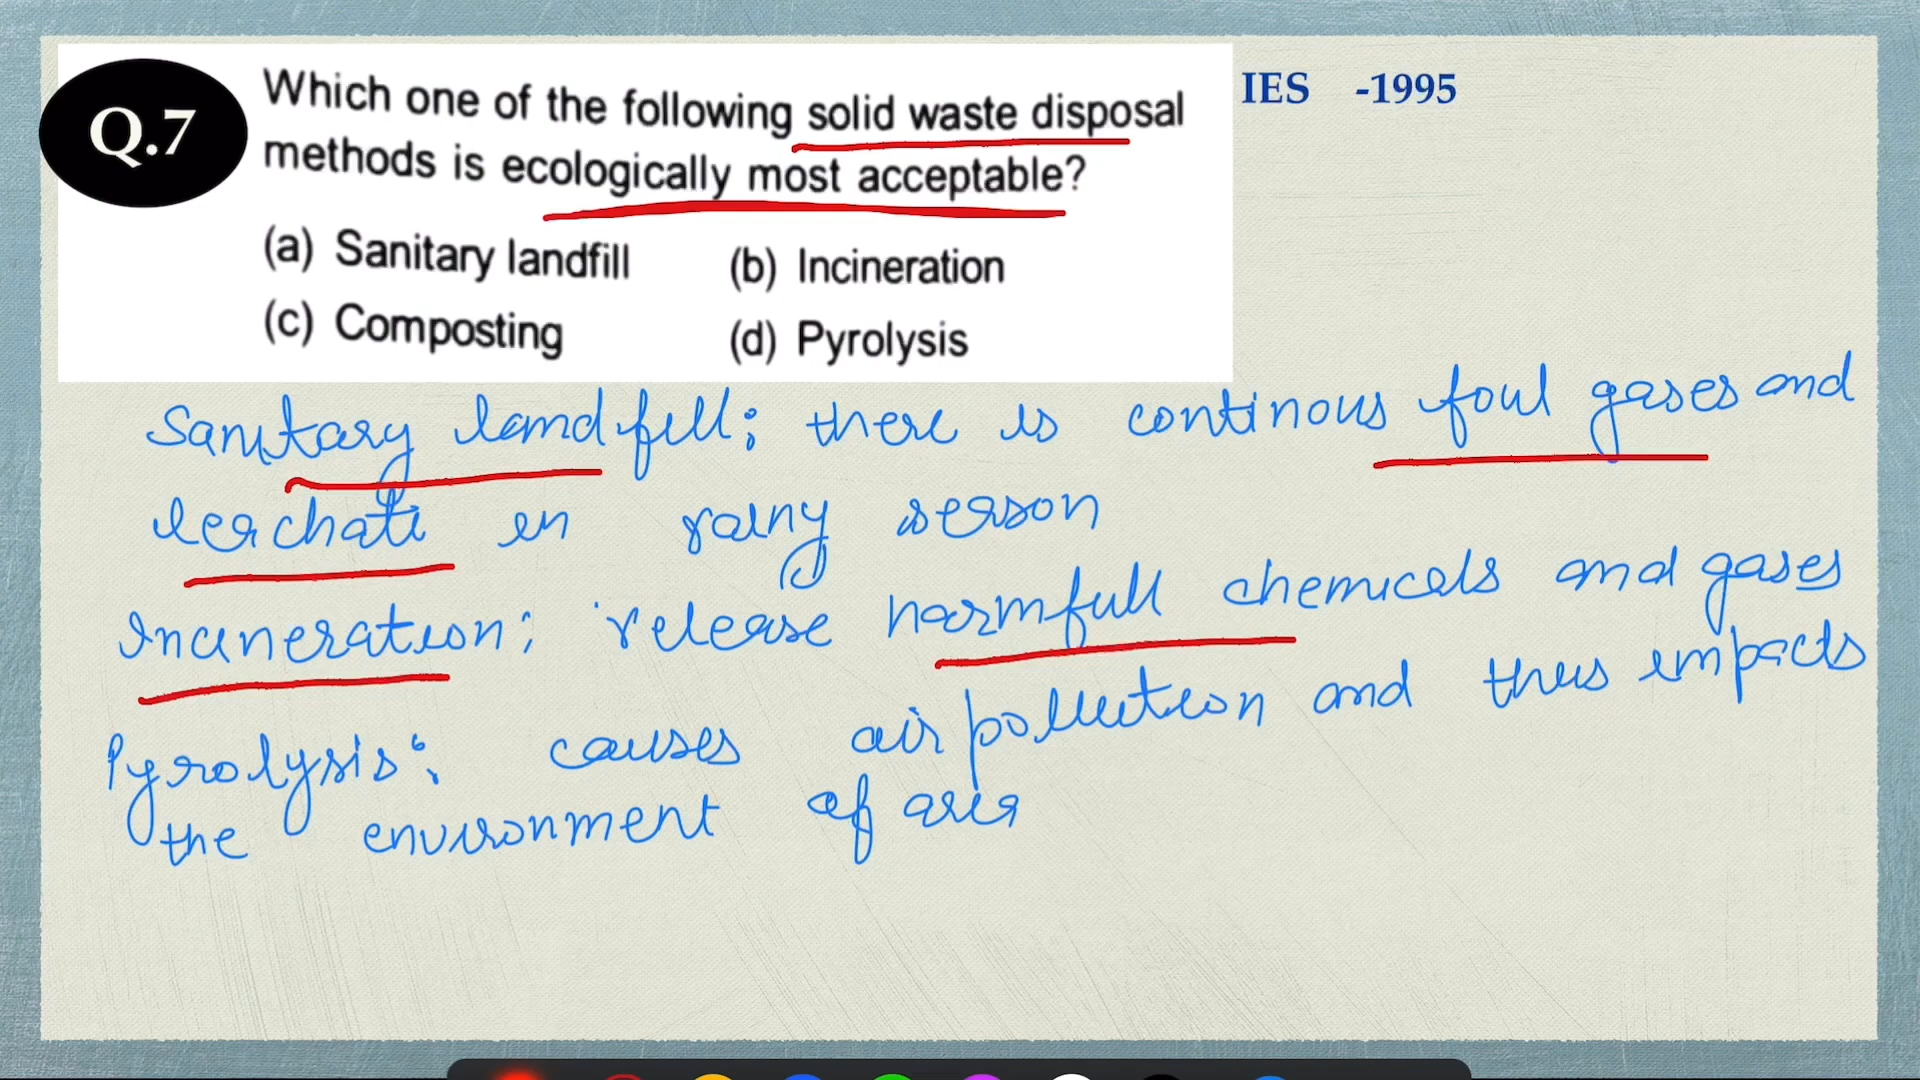 Q.7
Which one of the following solid waste disposal
methods is ecologically most acceptable?
IES -1995
(a) Sanitary landfill (b) Incineration
(c) Composting (d) Pyrolysis
Sanitary landfill: there is continous foul gases and
leachate in rainy season
Incineration: release harmfull chemicals and gases
Pyrolysis: causes air pollution and thus impacts
the environment of area